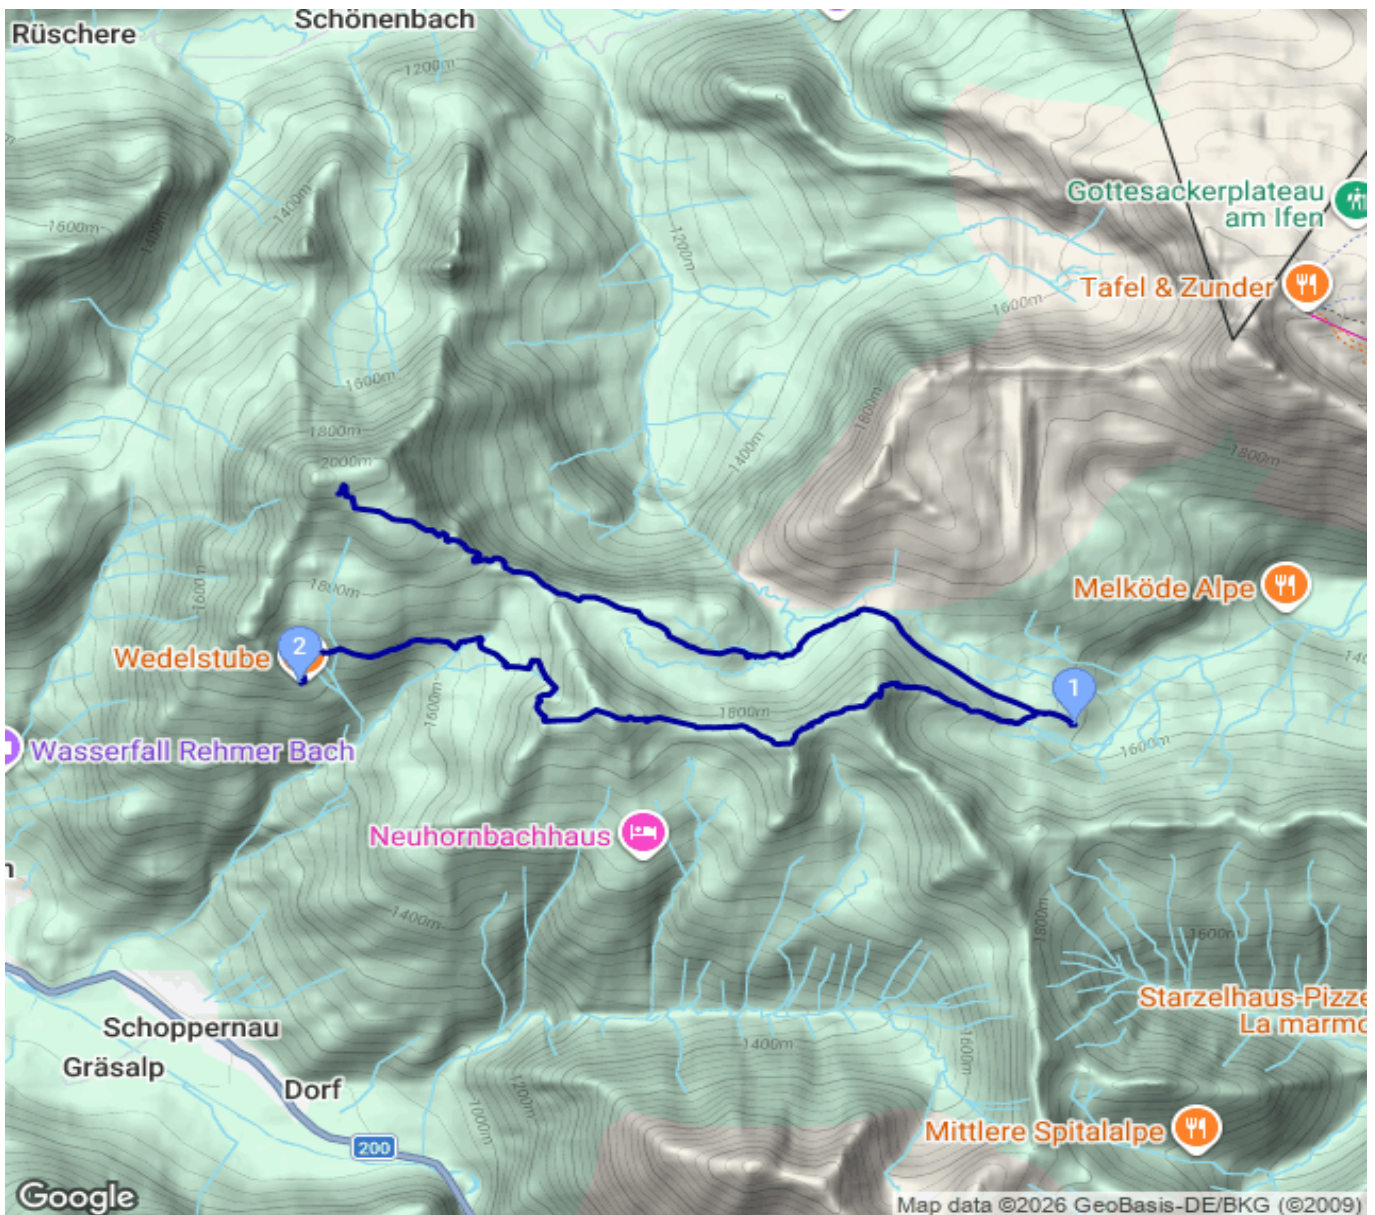 Schönenbach
Rüschere
1200m
1400m
1600m
1400m
1200m
Gottesackerplateau
am Ifen
Tafel & Zunder
1600m
1600m
1800m
1800m
1400m
2000m
1800m
1600m
1800m
Melköde Alpe
140
2
Wedelstube
1
1600m
1800m
1600m
Wasserfall Rehmer Bach
Neuhornbachhaus
n
1400m
1800m
1600m
Starzelhaus-Pizze
La marmo
Schoppernau
1400m
1600m
Gräsalp
Dorf
1200m
1000m
Mittlere Spitalalpe
200
Google
Map data ©2026 GeoBasis-DE/BKG (©2009)